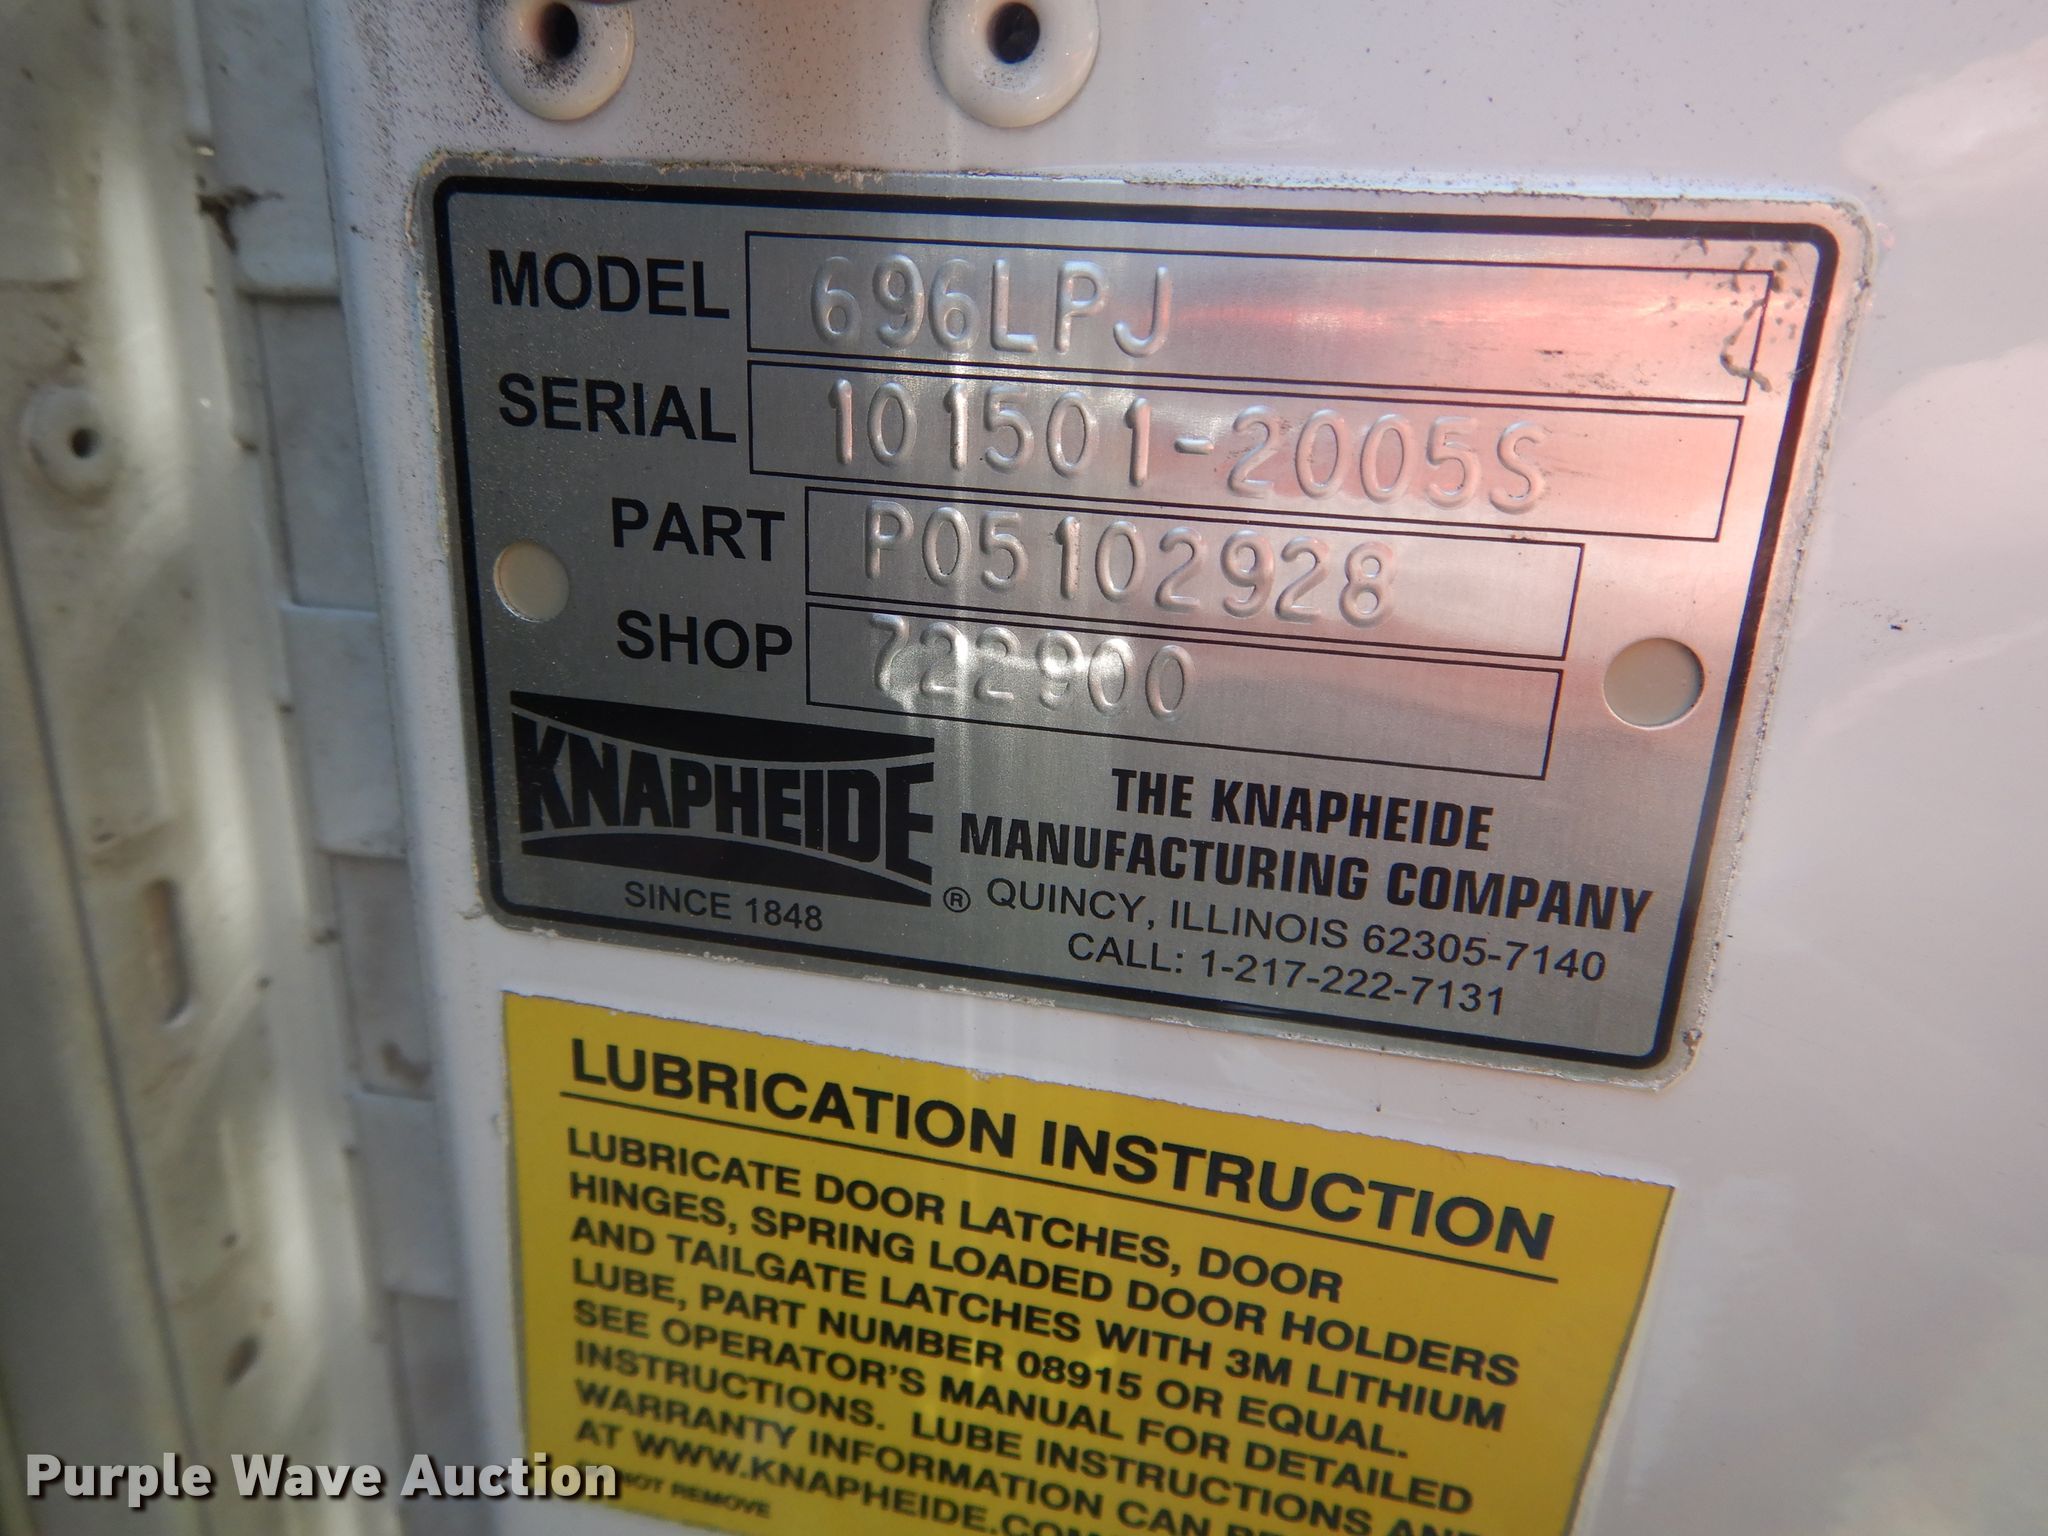 MODEL 696LPJ
SERIAL 101501-2005S
PART P05102928
SHOP 722900
KNAPHEIDE ®
SINCE 1848
THE KNAPHEIDE
MANUFACTURING COMPANY
QUINCY, ILLINOIS 62305-7140
CALL: 1-217-222-7131
LUBRICATION INSTRUCTION
LUBRICATE DOOR LATCHES, DOOR
HINGES, SPRING LOADED DOOR HOLDERS
AND TAILGATE LATCHES WITH 3M LITHIUM
LUBE, PART NUMBER 08915 OR EQUAL.
SEE OPERATOR'S MANUAL FOR DETAILED
INSTRUCTIONS. LUBE INSTRUCTIONS AND
WARRANTY INFORMATION CAN BE
AT WWW.KNAPHEIDE.COM
NOT REMOVE
Purple Wave Auction